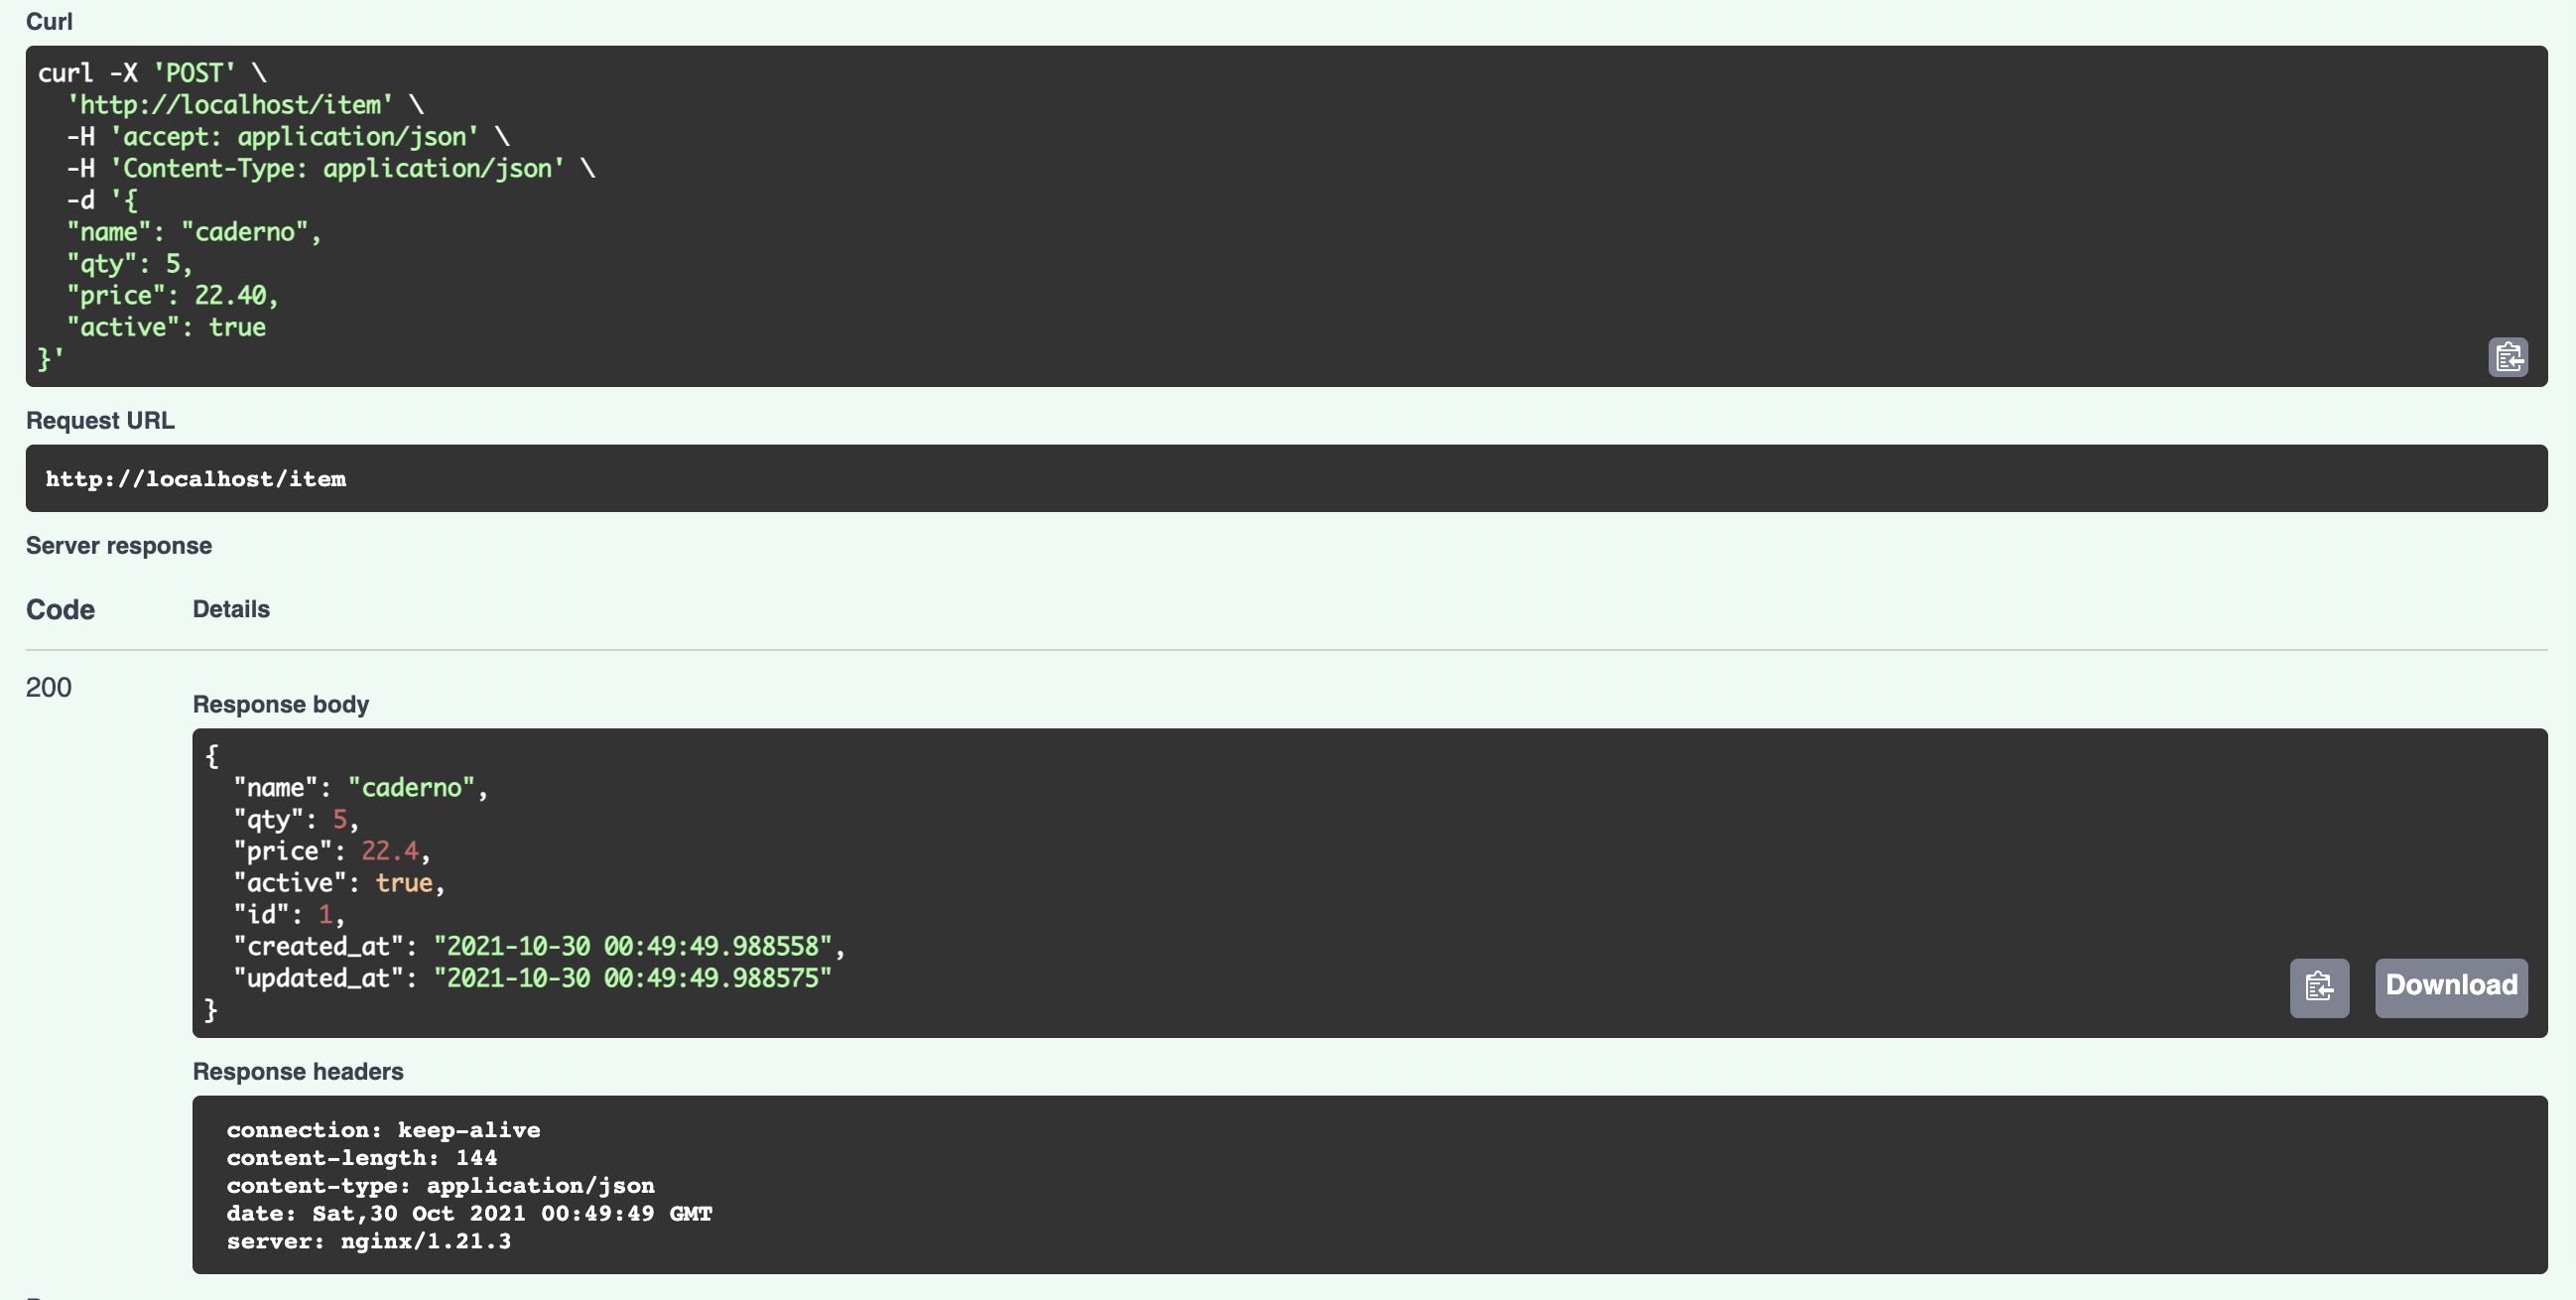 Curl
curl -X 'POST' \
  'http://localhost/item' \
  -H 'accept: application/json' \
  -H 'Content-Type: application/json' \
  -d '{
  "name": "caderno",
  "qty": 5,
  "price": 22.40,
  "active": true
}'
Request URL
http://localhost/item
Server response
Code Details
200
Response body
{
  "name": "caderno",
  "qty": 5,
  "price": 22.4,
  "active": true,
  "id": 1,
  "created_at": "2021-10-30 00:49:49.988558",
  "updated_at": "2021-10-30 00:49:49.988575"
}
Download
Response headers
connection: keep-alive
content-length: 144
content-type: application/json
date: Sat,30 Oct 2021 00:49:49 GMT
server: nginx/1.21.3